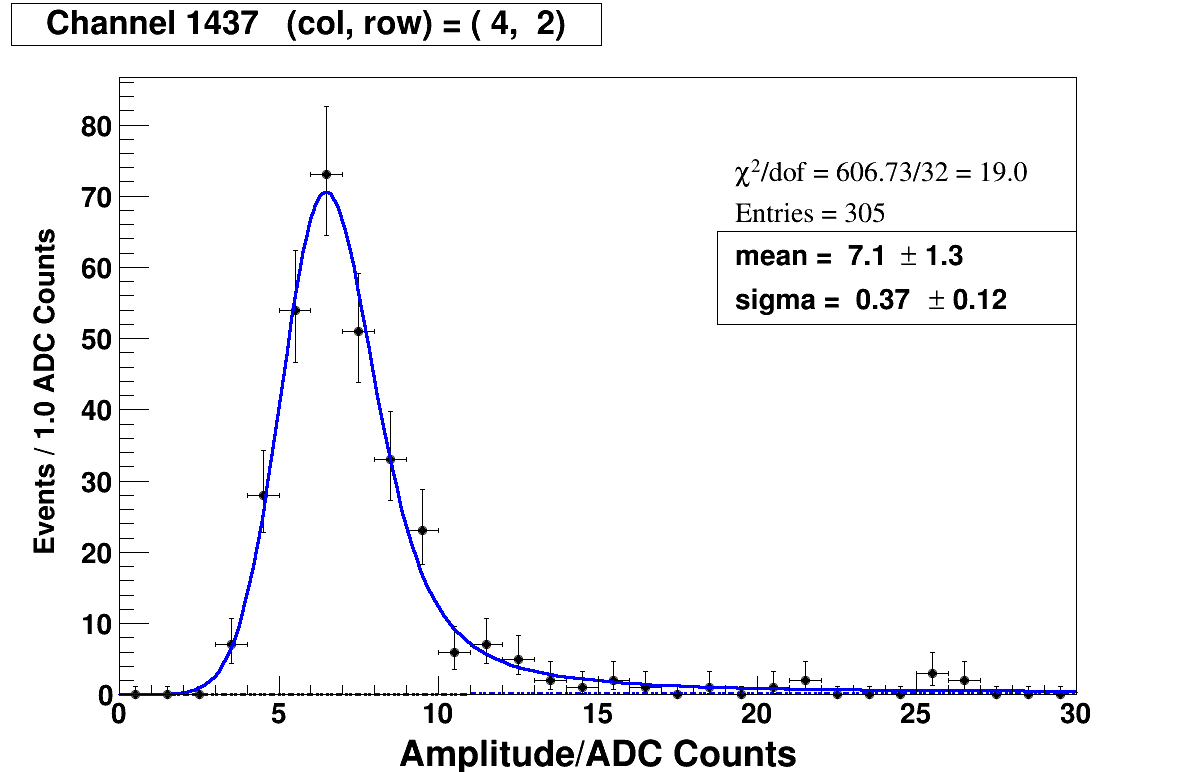 Channel 1437 (col, row) = ( 4, 2)
χ²/dof = 606.73/32 = 19.0
Entries = 305
mean = 7.1 ± 1.3
sigma = 0.37 ± 0.12
Events / 1.0 ADC Counts
80
70
60
50
40
30
20
10
0
0 5 10 15 20 25 30
Amplitude/ADC Counts